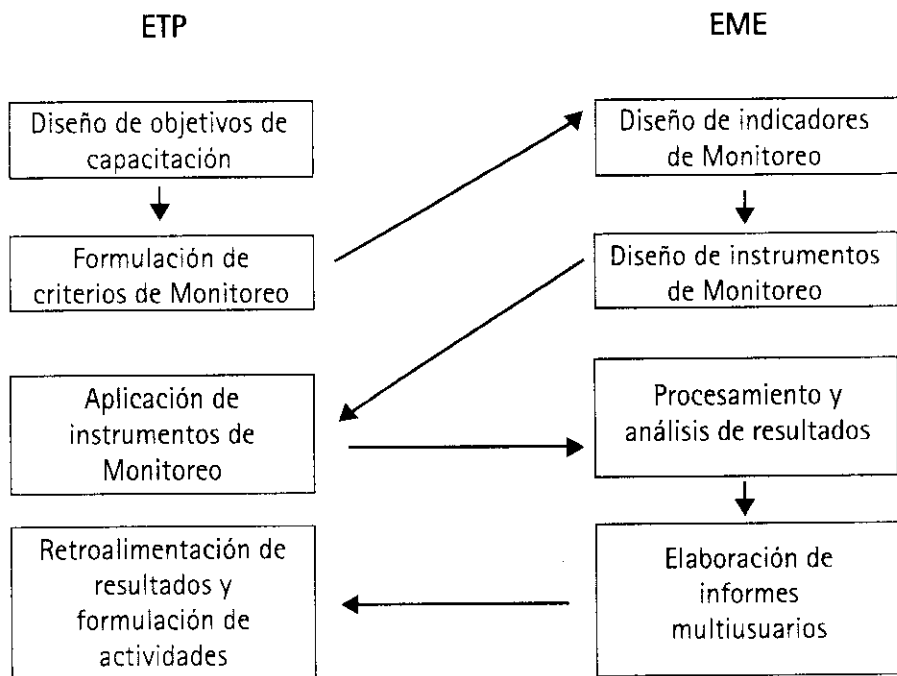 ETP
EME
Diseño de objetivos de
capacitación
Diseño de indicadores
de Monitoreo
Formulación de
criterios de Monitoreo
Diseño de instrumentos
de Monitoreo
Aplicación de
instrumentos de
Monitoreo
Procesamiento y
análisis de resultados
Retroalimentación de
resultados y
formulación de
actividades
Elaboración de
informes
multiusuarios